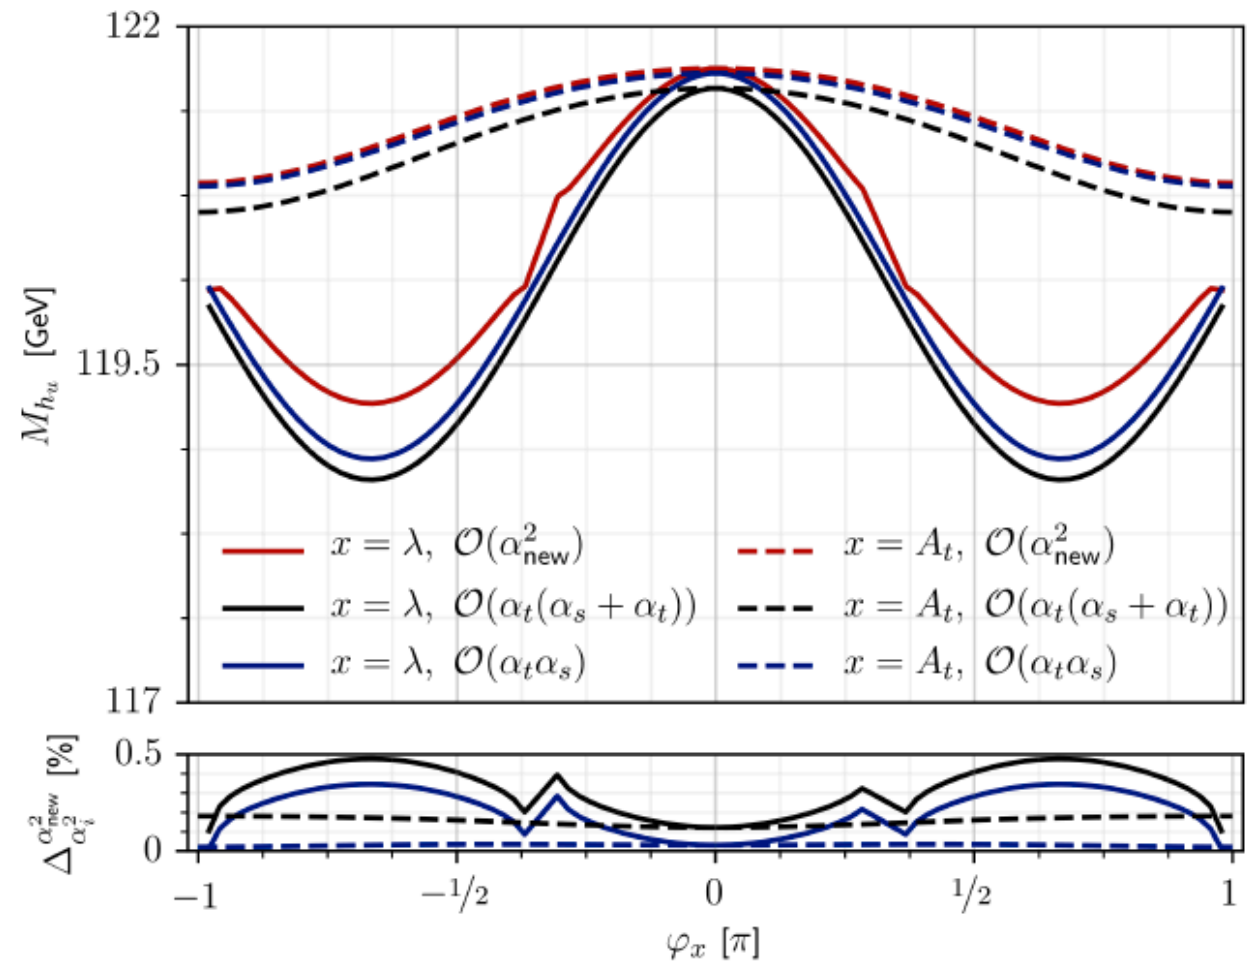 122
119.5
117
M_{h_u} [GeV]
x = λ, 𝒪(α²_new)
x = A_t, 𝒪(α²_new)
x = λ, 𝒪(α_t(α_s + α_t))
x = A_t, 𝒪(α_t(α_s + α_t))
x = λ, 𝒪(α_tα_s)
x = A_t, 𝒪(α_tα_s)
0.5
0
Δ^{α²_new}_{α²_i} [%]
−1
−1/2
0
1/2
1
φ_x [π]